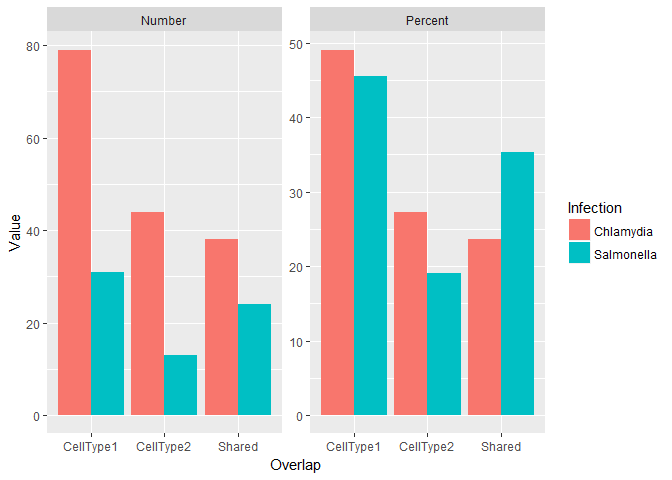 Number
Percent
80
60
40
20
0
50
40
30
20
10
0
Value
CellType1
CellType2
Shared
CellType1
CellType2
Shared
Overlap
Infection
Chlamydia
Salmonella